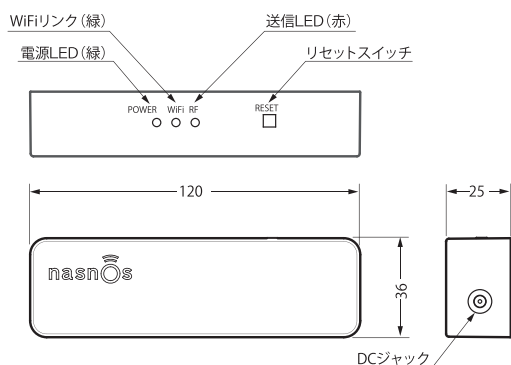 WiFiリンク(緑)
送信LED(赤)
電源LED(緑)
リセットスイッチ
POWER WiFi RF
RESET
120
25
nasnos
36
DCジャック